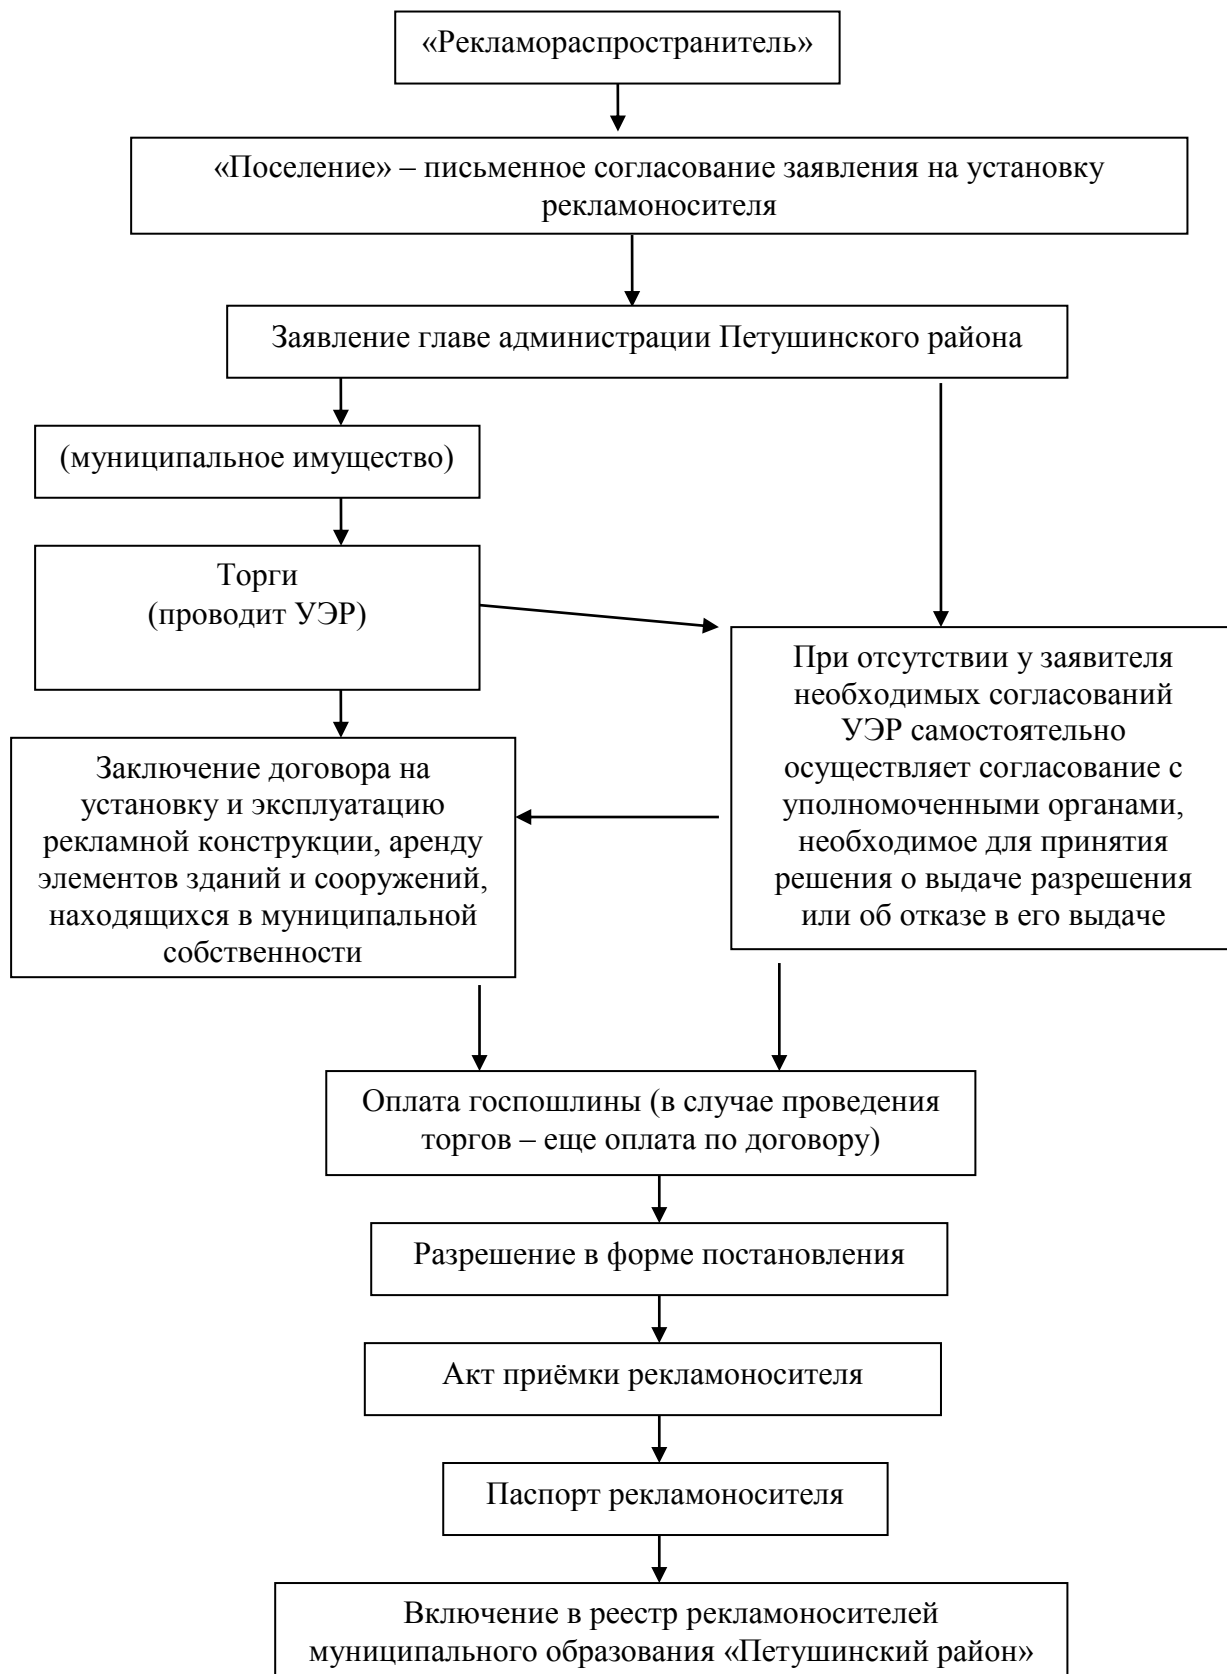 «Рекламораспространитель»
«Поселение» – письменное согласование заявления на установку
рекламоносителя
Заявление главе администрации Петушинского района
(муниципальное имущество)
Торги
(проводит УЭР)
При отсутствии у заявителя
необходимых согласований
УЭР самостоятельно
осуществляет согласование с
уполномоченными органами,
необходимое для принятия
решения о выдаче разрешения
или об отказе в его выдаче
Заключение договора на
установку и эксплуатацию
рекламной конструкции, аренду
элементов зданий и сооружений,
находящихся в муниципальной
собственности
Оплата госпошлины (в случае проведения
торгов – еще оплата по договору)
Разрешение в форме постановления
Акт приёмки рекламоносителя
Паспорт рекламоносителя
Включение в реестр рекламоносителей
муниципального образования «Петушинский район»